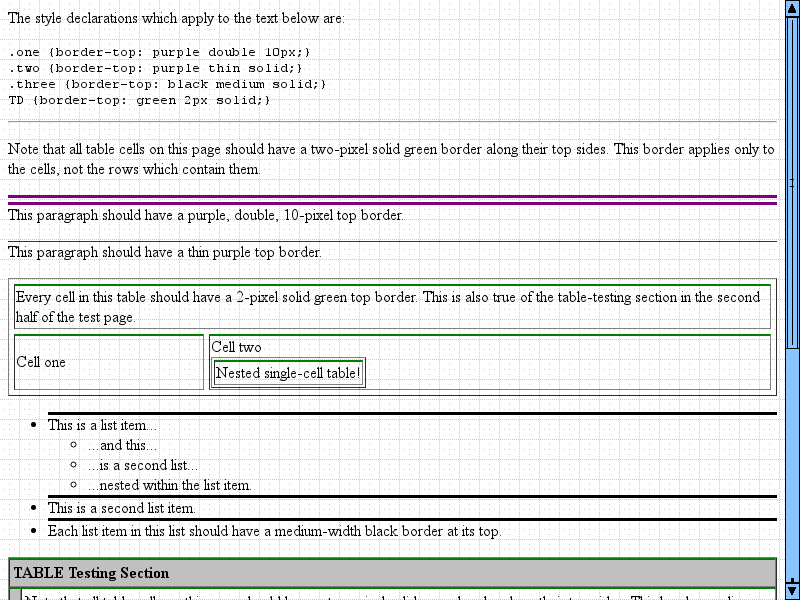 The style declarations which apply to the text below are:
.one {border-top: purple double 10px;}
.two {border-top: purple thin solid;}
.three {border-top: black medium solid;}
TD {border-top: green 2px solid;}
Note that all table cells on this page should have a two-pixel solid green border along their top sides. This border applies only to
the cells, not the rows which contain them.
This paragraph should have a purple, double, 10-pixel top border.
This paragraph should have a thin purple top border.
Every cell in this table should have a 2-pixel solid green top border. This is also true of the table-testing section in the second
half of the test page.
Cell one
Cell two
Nested single-cell table!
This is a list item...
...and this...
...is a second list...
...nested within the list item.
This is a second list item.
Each list item in this list should have a medium-width black border at its top.
TABLE Testing Section